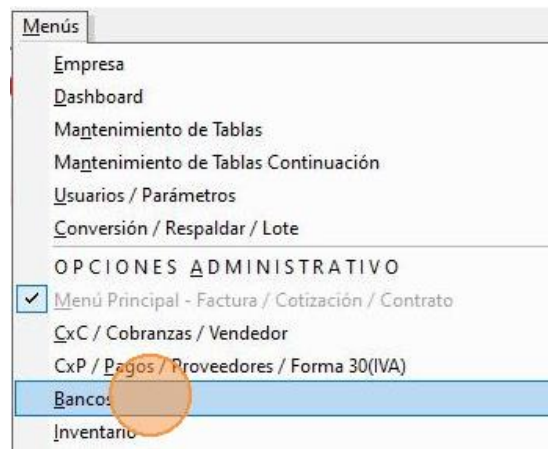 Menús
Empresa
Dashboard
Mantenimiento de Tablas
Mantenimiento de Tablas Continuación
Usuarios / Parámetros
Conversión / Respaldar / Lote
OPCIONES ADMINISTRATIVO
Menú Principal - Factura / Cotización / Contrato
CxC / Cobranzas / Vendedor
CxP / Pagos / Proveedores / Forma 30(IVA)
Bancos
Inventario